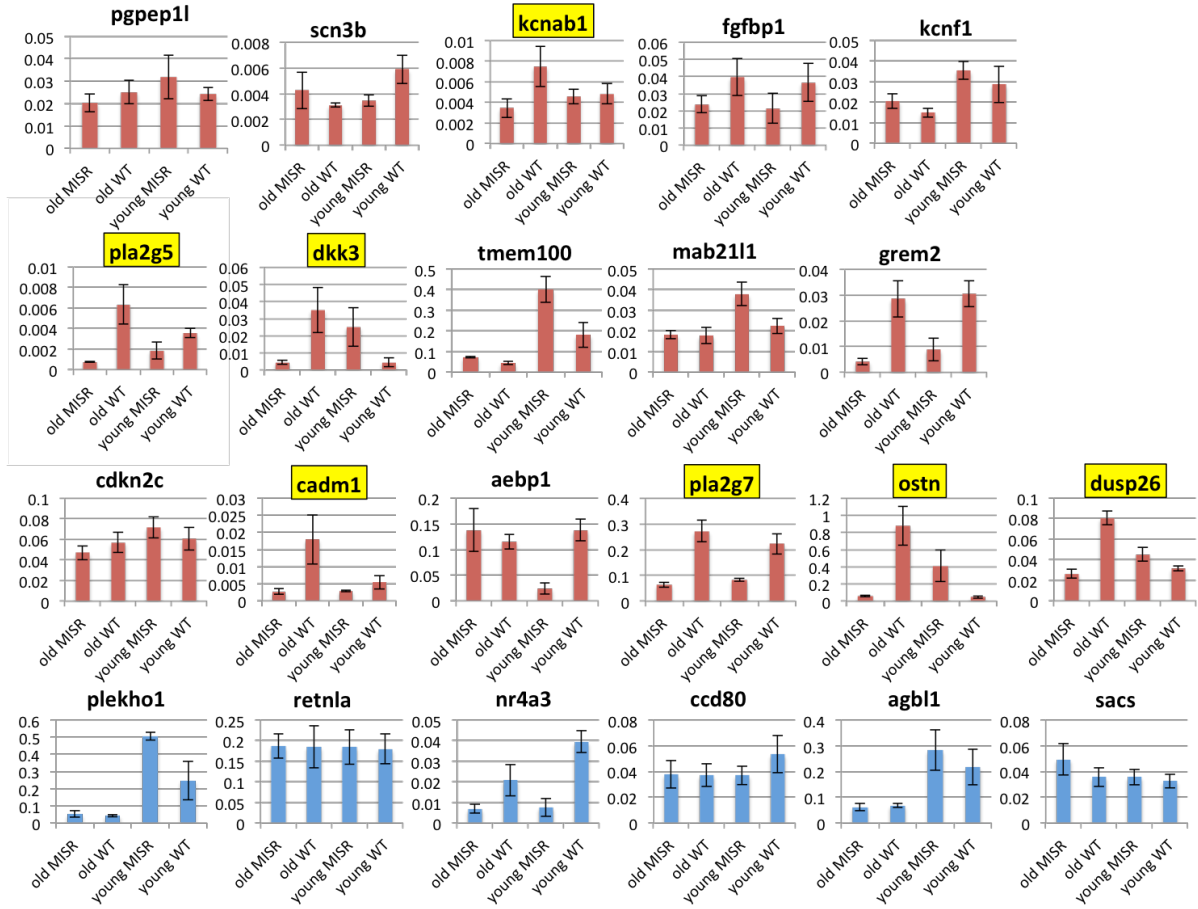 pgpep1l
0.05
0.04
0.03
0.02
0.01
0
old MISR
old WT
young MISR
young WT
scn3b
0.008
0.006
0.004
0.002
0
old MISR
old WT
young MISR
young WT
kcnab1
0.01
0.008
0.006
0.004
0.002
0
old MISR
old WT
young MISR
young WT
fgfbp1
0.06
0.05
0.04
0.03
0.02
0.01
0
old MISR
old WT
young MISR
young WT
kcnf1
0.05
0.04
0.03
0.02
0.01
0
old MISR
old WT
young MISR
young WT
pla2g5
0.01
0.008
0.006
0.004
0.002
0
old MISR
old WT
young MISR
young WT
dkk3
0.06
0.05
0.04
0.03
0.02
0.01
0
old MISR
old WT
young MISR
young WT
tmem100
0.5
0.4
0.3
0.2
0.1
0
old MISR
old WT
young MISR
young WT
mab21l1
0.05
0.04
0.03
0.02
0.01
0
old MISR
old WT
young MISR
young WT
grem2
0.04
0.03
0.02
0.01
0
old MISR
old WT
young MISR
young WT
cdkn2c
0.1
0.08
0.06
0.04
0.02
0
old MISR
old WT
young MISR
young WT
cadm1
0.03
0.025
0.02
0.015
0.01
0.005
0
old MISR
old WT
young MISR
young WT
aebp1
0.2
0.15
0.1
0.05
0
old MISR
old WT
young MISR
young WT
pla2g7
0.4
0.3
0.2
0.1
0
old MISR
old WT
young MISR
young WT
ostn
1.2
1
0.8
0.6
0.4
0.2
0
old MISR
old WT
young MISR
young WT
dusp26
0.1
0.08
0.06
0.04
0.02
0
old MISR
old WT
young MISR
young WT
plekho1
0.6
0.5
0.4
0.3
0.2
0.1
0
old MISR
old WT
young MISR
young WT
retnla
0.25
0.2
0.15
0.1
0.05
0
old MISR
old WT
young MISR
young WT
nr4a3
0.05
0.04
0.03
0.02
0.01
0
old MISR
old WT
young MISR
young WT
ccd80
0.08
0.06
0.04
0.02
0
old MISR
old WT
young MISR
young WT
agbl1
0.4
0.3
0.2
0.1
0
old MISR
old WT
young MISR
young WT
sacs
0.08
0.06
0.04
0.02
0
old MISR
old WT
young MISR
young WT